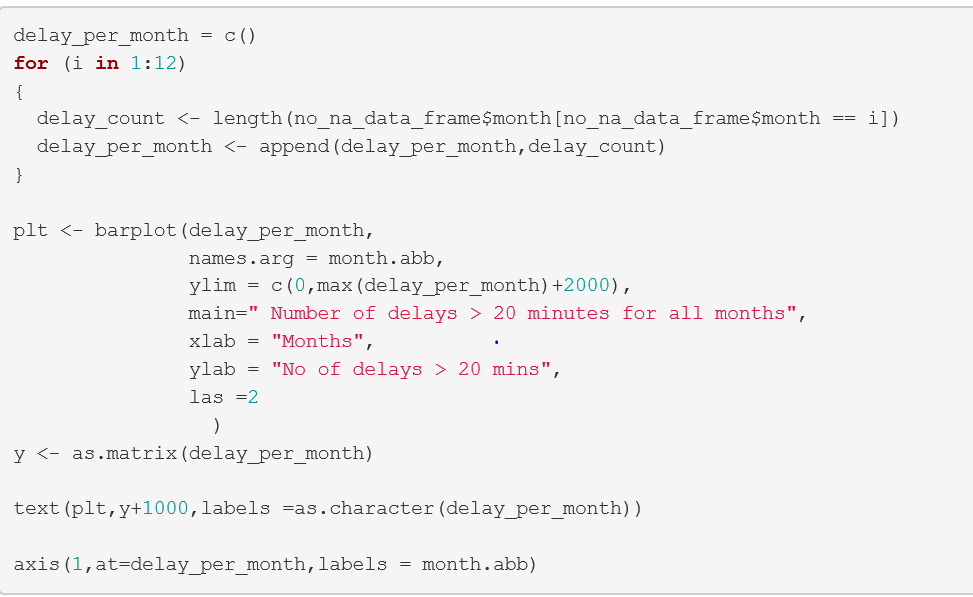 delay_per_month = c()
for (i in 1:12)
{
  delay_count <- length(no_na_data_frame$month[no_na_data_frame$month == i])
  delay_per_month <- append(delay_per_month,delay_count)
}
plt <- barplot(delay_per_month,
               names.arg = month.abb,
               ylim = c(0,max(delay_per_month)+2000),
               main=" Number of delays > 20 minutes for all months",
               xlab = "Months",
               ylab = "No of delays > 20 mins",
               las =2
                 )
y <- as.matrix(delay_per_month)
text(plt,y+1000,labels =as.character(delay_per_month))
axis(1,at=delay_per_month,labels = month.abb)